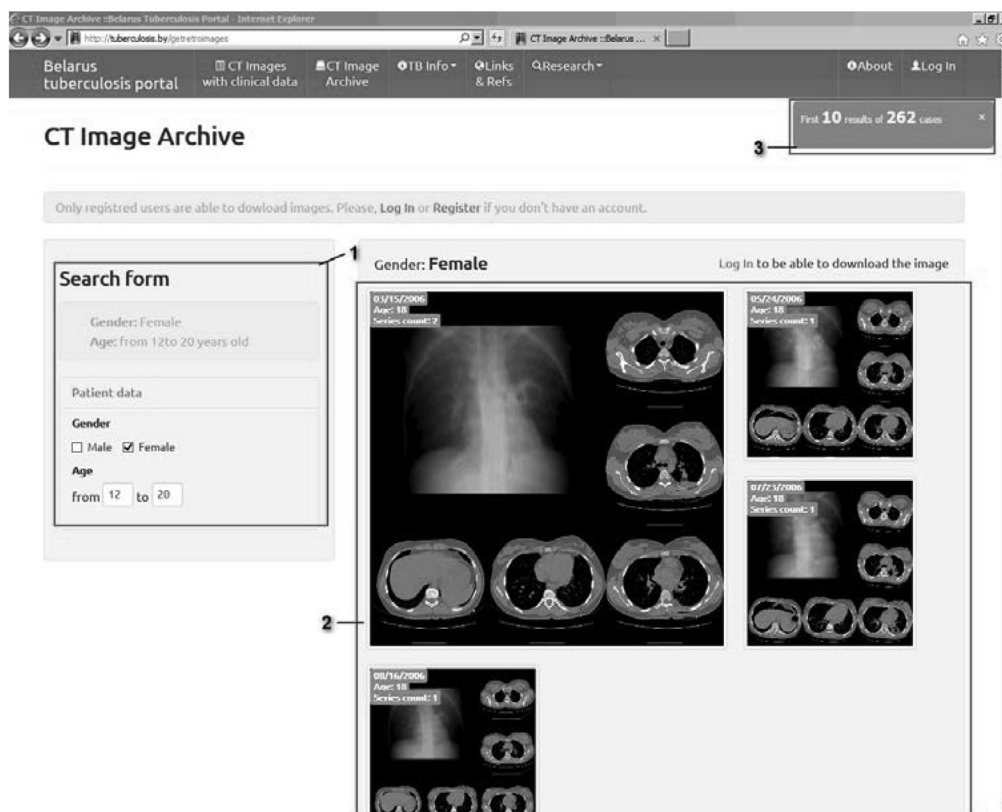 CT Image Archive ::Belarus Tuberculosis Portal - Internet Explorer
http://tuberculosis.by/getretroimages
CT Image Archive ::Belarus ...
Belarus tuberculosis portal
CT Images with clinical data
CT Image Archive
TB Info
Links & Refs
Research
About
Log In
First 10 results of 262 cases ×
3
CT Image Archive
Only registred users are able to dowload images. Please, Log In or Register if you don't have an account.
1
Search form
Gender: Female
Age: from 12to 20 years old
Patient data
Gender
Male Female
Age
from 12 to 20
Gender: Female
Log In to be able to download the image
2
03/15/2006
Age: 18
Series count: 2
05/24/2006
Age: 18
Series count: 1
07/23/2006
Age: 18
Series count: 1
08/16/2006
Age: 18
Series count: 1